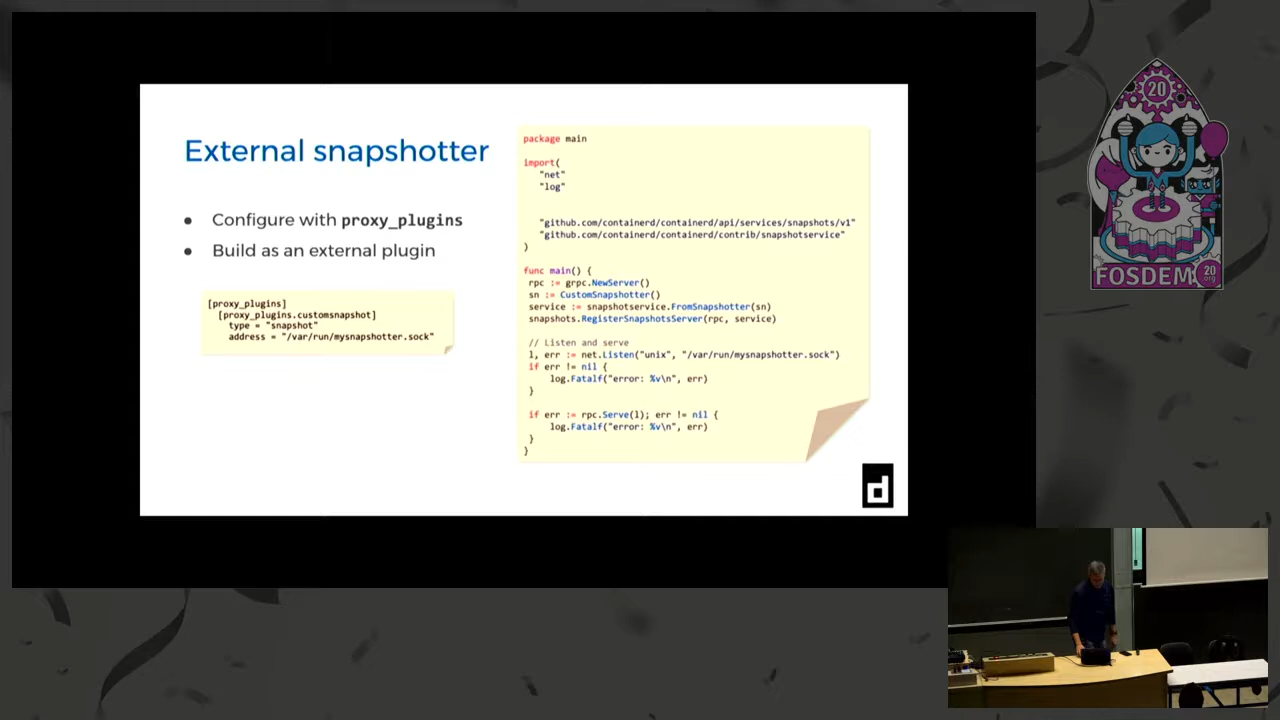 External snapshotter
● Configure with proxy_plugins
● Build as an external plugin
[proxy_plugins]
  [proxy_plugins.customsnapshot]
    type = "snapshot"
    address = "/var/run/mysnapshotter.sock"
package main
import(
   "net"
   "log"
   "github.com/containerd/containerd/api/services/snapshots/v1"
   "github.com/containerd/containerd/contrib/snapshotservice"
)
func main() {
 rpc := grpc.NewServer()
 sn := CustomSnapshotter()
 service := snapshotservice.FromSnapshotter(sn)
 snapshots.RegisterSnapshotsServer(rpc, service)
 // Listen and serve
 l, err := net.Listen("unix", "/var/run/mysnapshotter.sock")
 if err != nil {
     log.Fatalf("error: %v\n", err)
 }
 if err := rpc.Serve(l); err != nil {
     log.Fatalf("error: %v\n", err)
 }
}
d
20
FOSDEM 20
.org